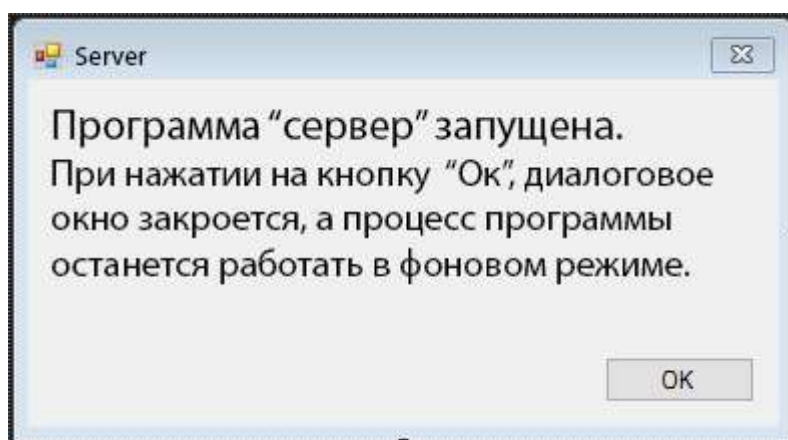 Server
Программа “сервер” запущена.
При нажатии на кнопку “Ок”, диалоговое
окно закроется, а процесс программы
останется работать в фоновом режиме.
OK